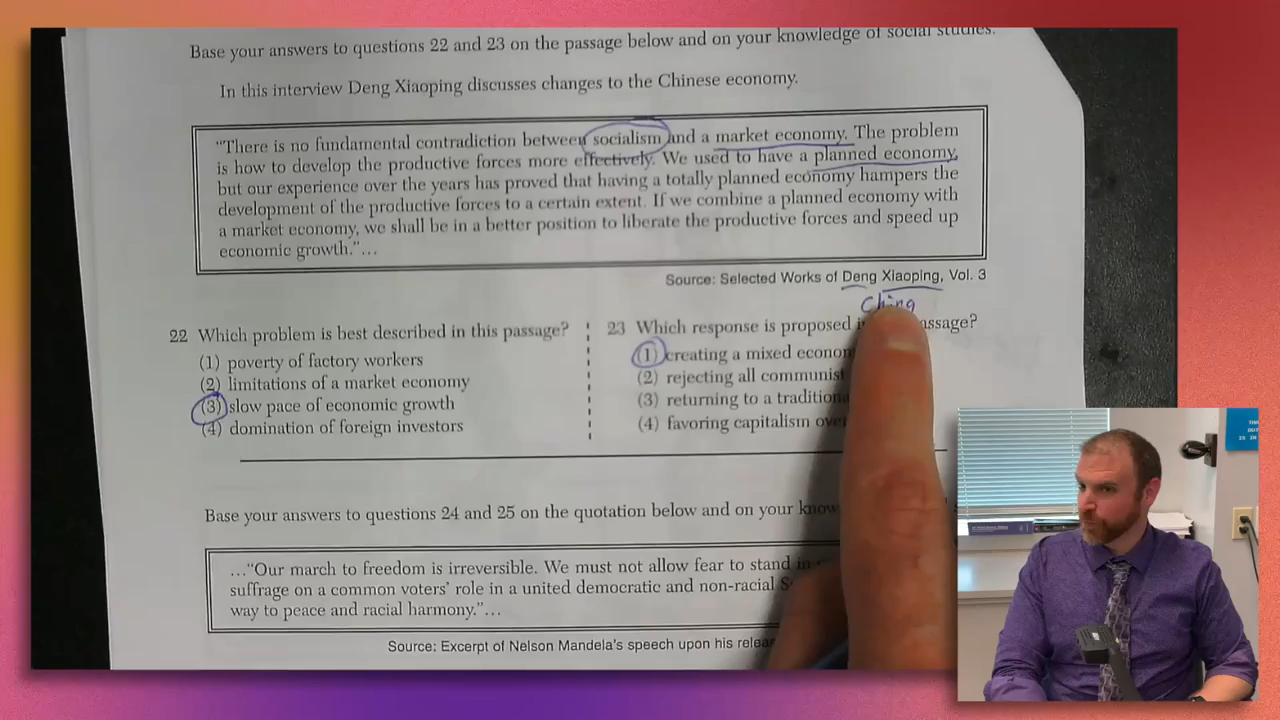 Base your answers to questions 22 and 23 on the passage below and on your knowledge of social studies.
In this interview Deng Xiaoping discusses changes to the Chinese economy.
“There is no fundamental contradiction between socialism and a market economy. The problem
is how to develop the productive forces more effectively. We used to have a planned economy,
but our experience over the years has proved that having a totally planned economy hampers the
development of the productive forces to a certain extent. If we combine a planned economy with
a market economy, we shall be in a better position to liberate the productive forces and speed up
economic growth.”…
Source: Selected Works of Deng Xiaoping, Vol. 3
22 Which problem is best described in this passage?
(1) poverty of factory workers
(2) limitations of a market economy
(3) slow pace of economic growth
(4) domination of foreign investors
23 Which response is proposed passage?
(1) creating a mixed
(2) rejecting all communist
(3) returning to a
(4) favoring capitalism
Base your answers to questions 24 and 25 on the quotation below and on your
…“Our march to freedom is irreversible. We must not allow fear to stand in
suffrage on a common voters’ role in a united democratic and non-racial
way to peace and racial harmony.”…
Source: Excerpt of Nelson Mandela’s speech upon his